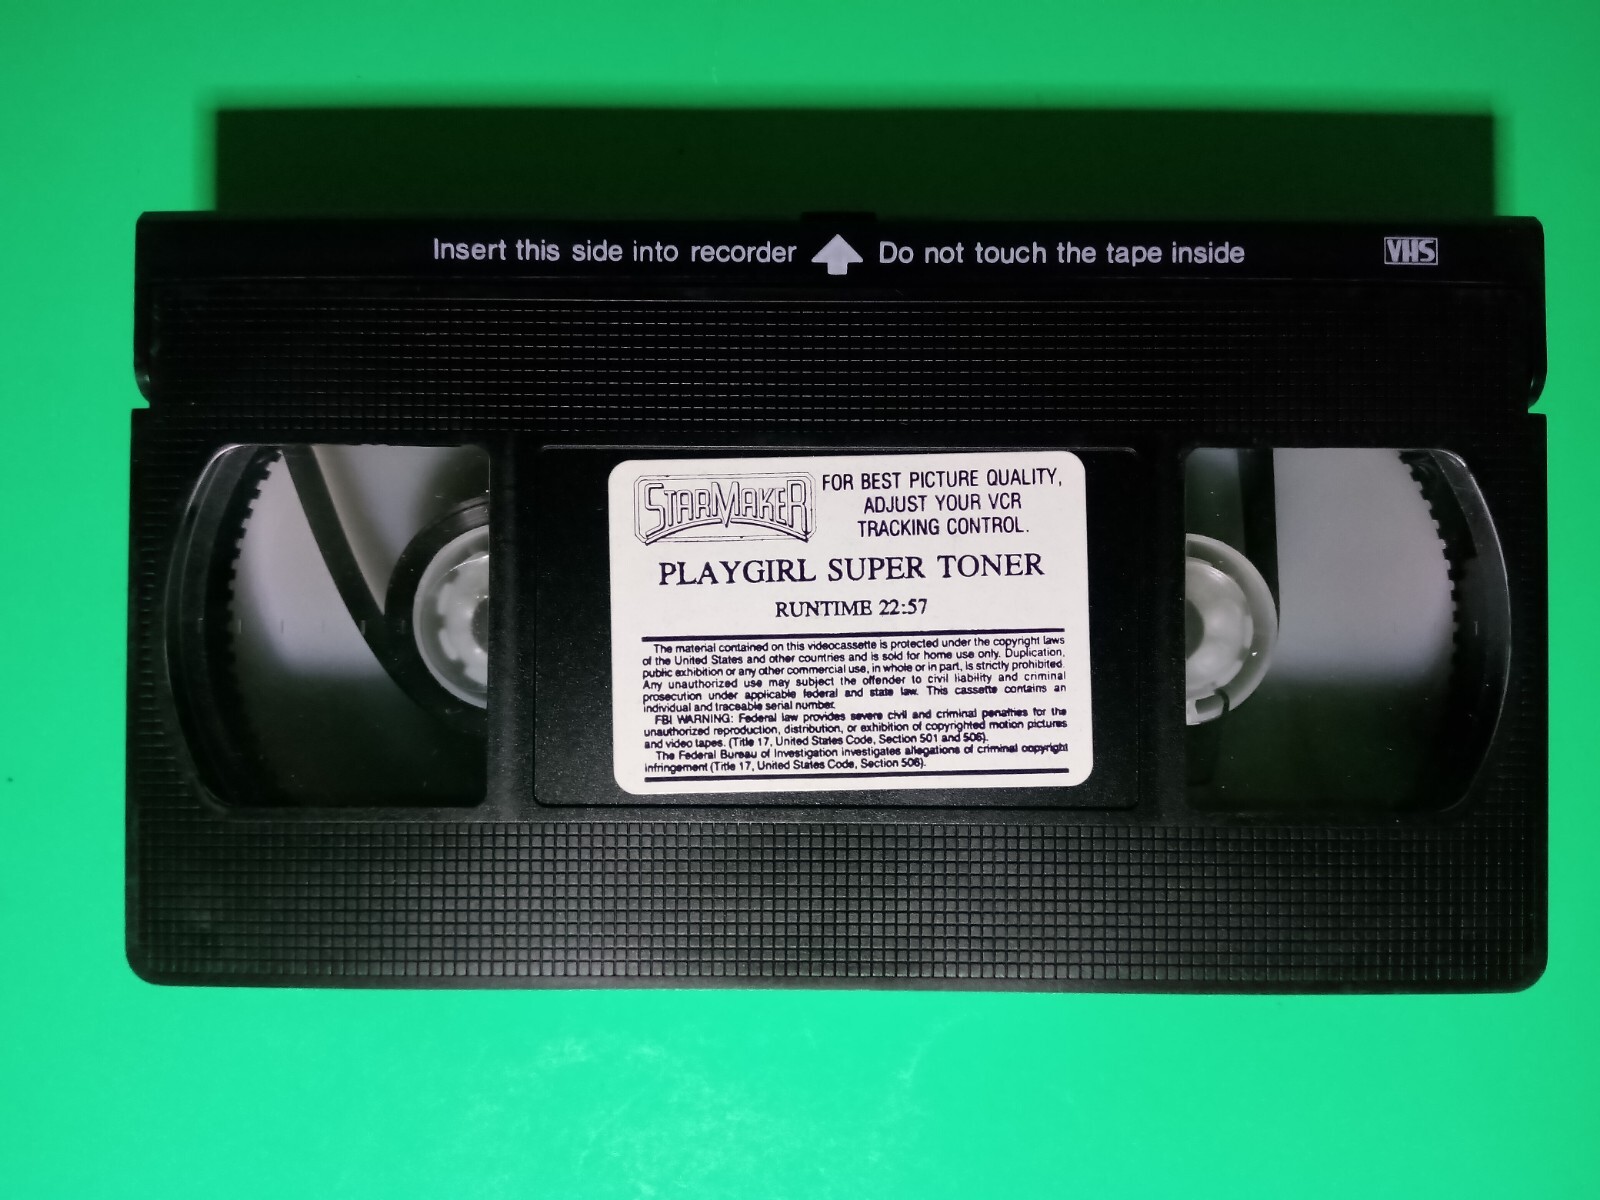 Insert this side into recorder Do not touch the tape inside VHS
STARMAKER
FOR BEST PICTURE QUALITY,
ADJUST YOUR VCR
TRACKING CONTROL.
PLAYGIRL SUPER TONER
RUNTIME 22:57
The material contained on this videocassette is protected under the copyright laws
of the United States and other countries and is sold for home use only. Duplication,
public exhibition or any other commercial use, in whole or in part, is strictly prohibited.
Any unauthorized use may subject the offender to civil liability and criminal
prosecution under applicable federal and state law. This cassette contains an
individual and traceable serial number.
FBI WARNING: Federal law provides severe civil and criminal penalties for the
unauthorized reproduction, distribution, or exhibition of copyrighted motion pictures
and video tapes. (Title 17, United States Code, Section 501 and 506).
The Federal Bureau of Investigation investigates allegations of criminal copyright
infringement (Title 17, United States Code, Section 506).